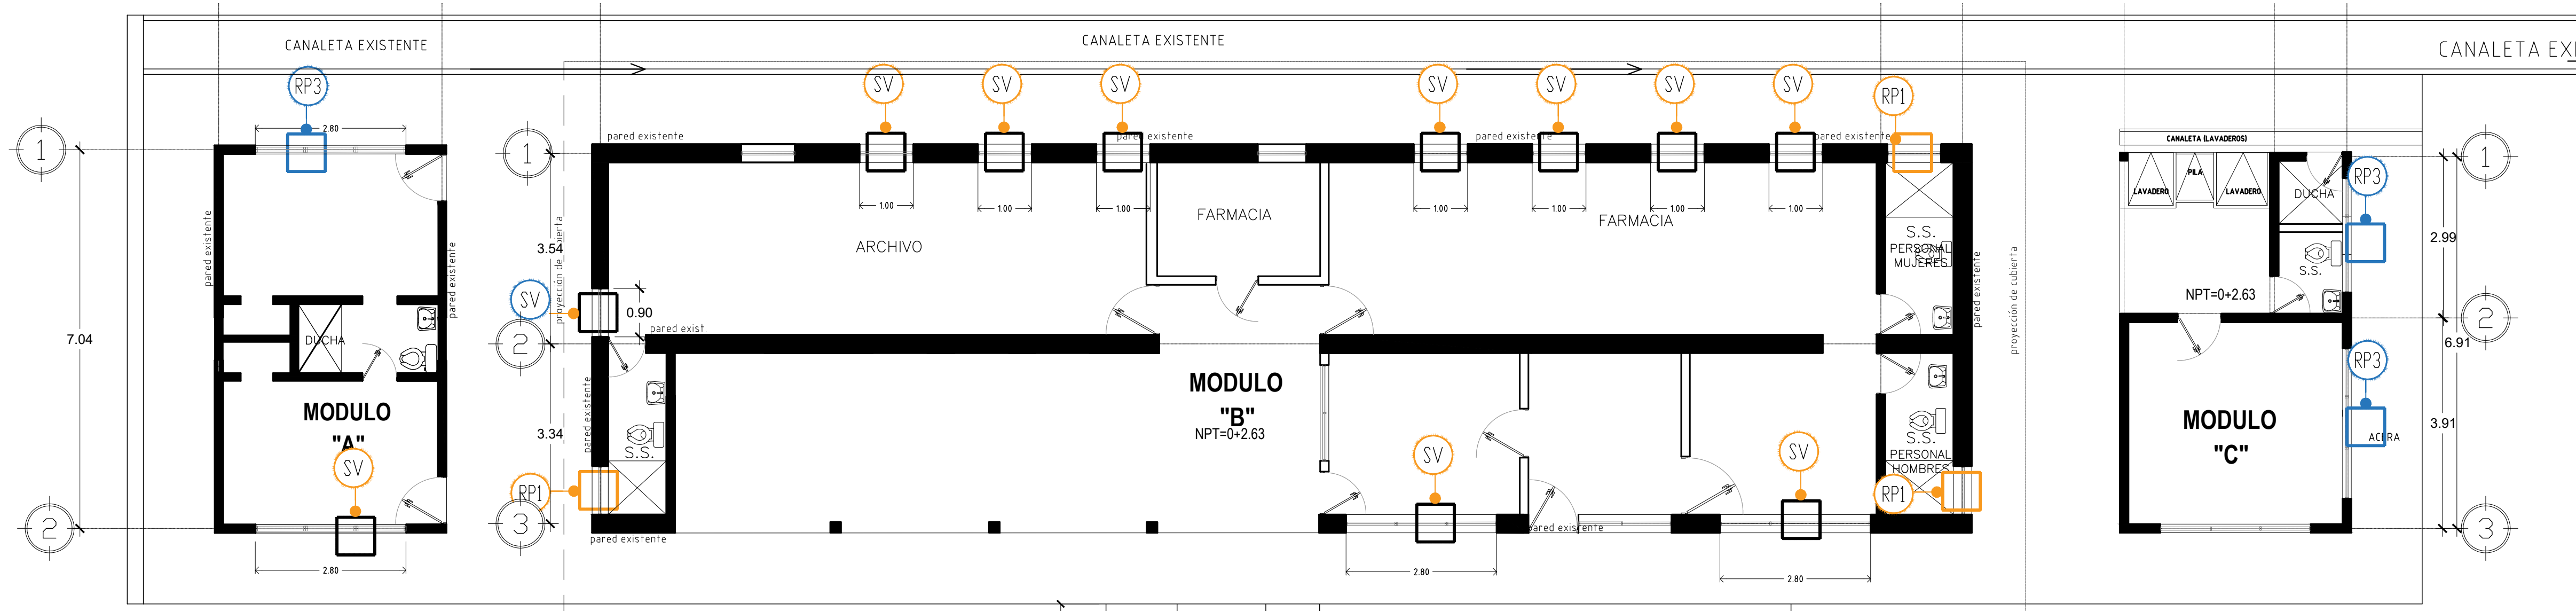 CANALETA EXISTENTE
CANALETA EXISTENTE
RP3
2.80
1
7.04
2
pared existente
pared existente
DUCHA
MODULO
"A"
SV
2.80
1
3.54
2
3.34
3
proyección de cubierta
pared existente
SV
SV
SV
SV
SV
SV
SV
RP1
pared existente
pared existente
pared existente
pared existente
1.00
1.00
1.00
1.00
1.00
1.00
1.00
ARCHIVO
FARMACIA
FARMACIA
S.S.
PERSONAL
MUJERES
SV
0.90
pared exist.
pared existente
S.S.
RP1
pared existente
MODULO
"B"
NPT=0+2.63
SV
SV
2.80
2.80
pared existente
S.S.
PERSONAL
HOMBRES
RP1
pared existente
proyección de cubierta
CANALETA (LAVADEROS)
LAVADERO
PILA
LAVADERO
DUCHA
RP3
S.S.
NPT=0+2.63
RP3
MODULO
"C"
ACERA
1
2.99
2
6.91
3.91
3